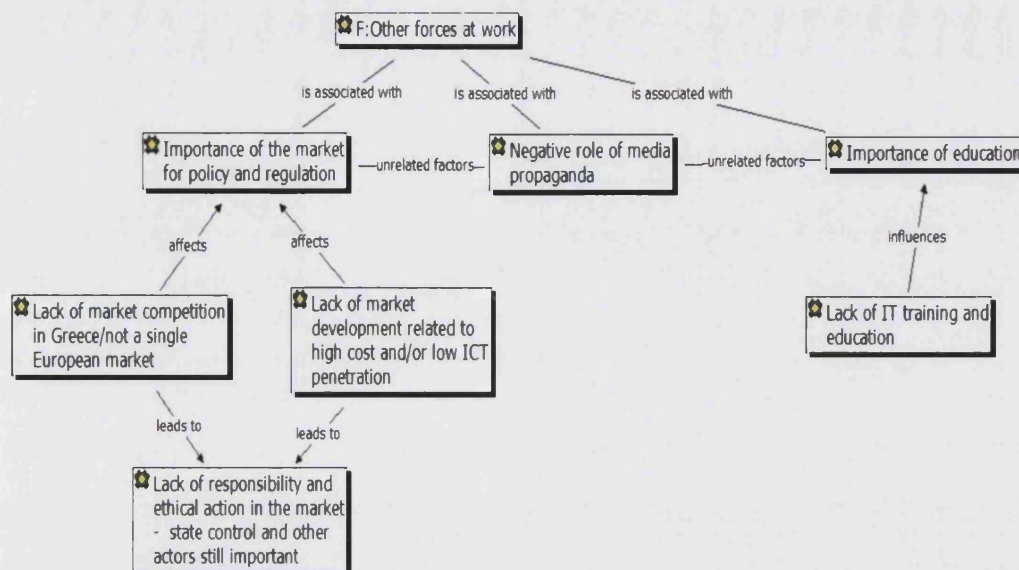 F:Other forces at work
is associated with
is associated with
is associated with
Importance of the market
for policy and regulation
unrelated factors
Negative role of media
propaganda
unrelated factors
Importance of education
affects
affects
influences
Lack of market competition
in Greece/not a single
European market
Lack of market
development related to
high cost and/or low ICT
penetration
Lack of IT training and
education
leads to
leads to
Lack of responsibility and
ethical action in the market
- state control and other
actors still important